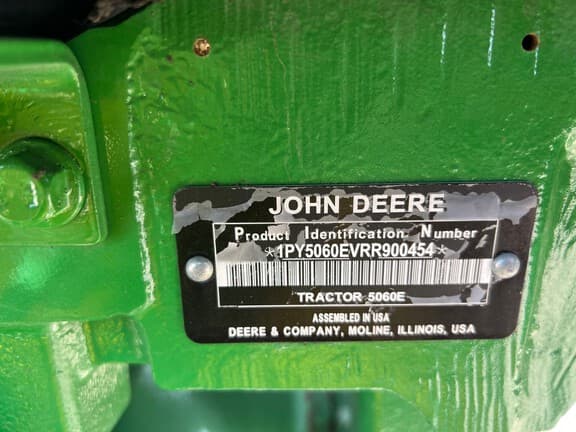 JOHN DEERE
Product Identification Number
*1PY5060EVRR900454*
TRACTOR 5060E
ASSEMBLED IN USA
DEERE & COMPANY, MOLINE, ILLINOIS, USA